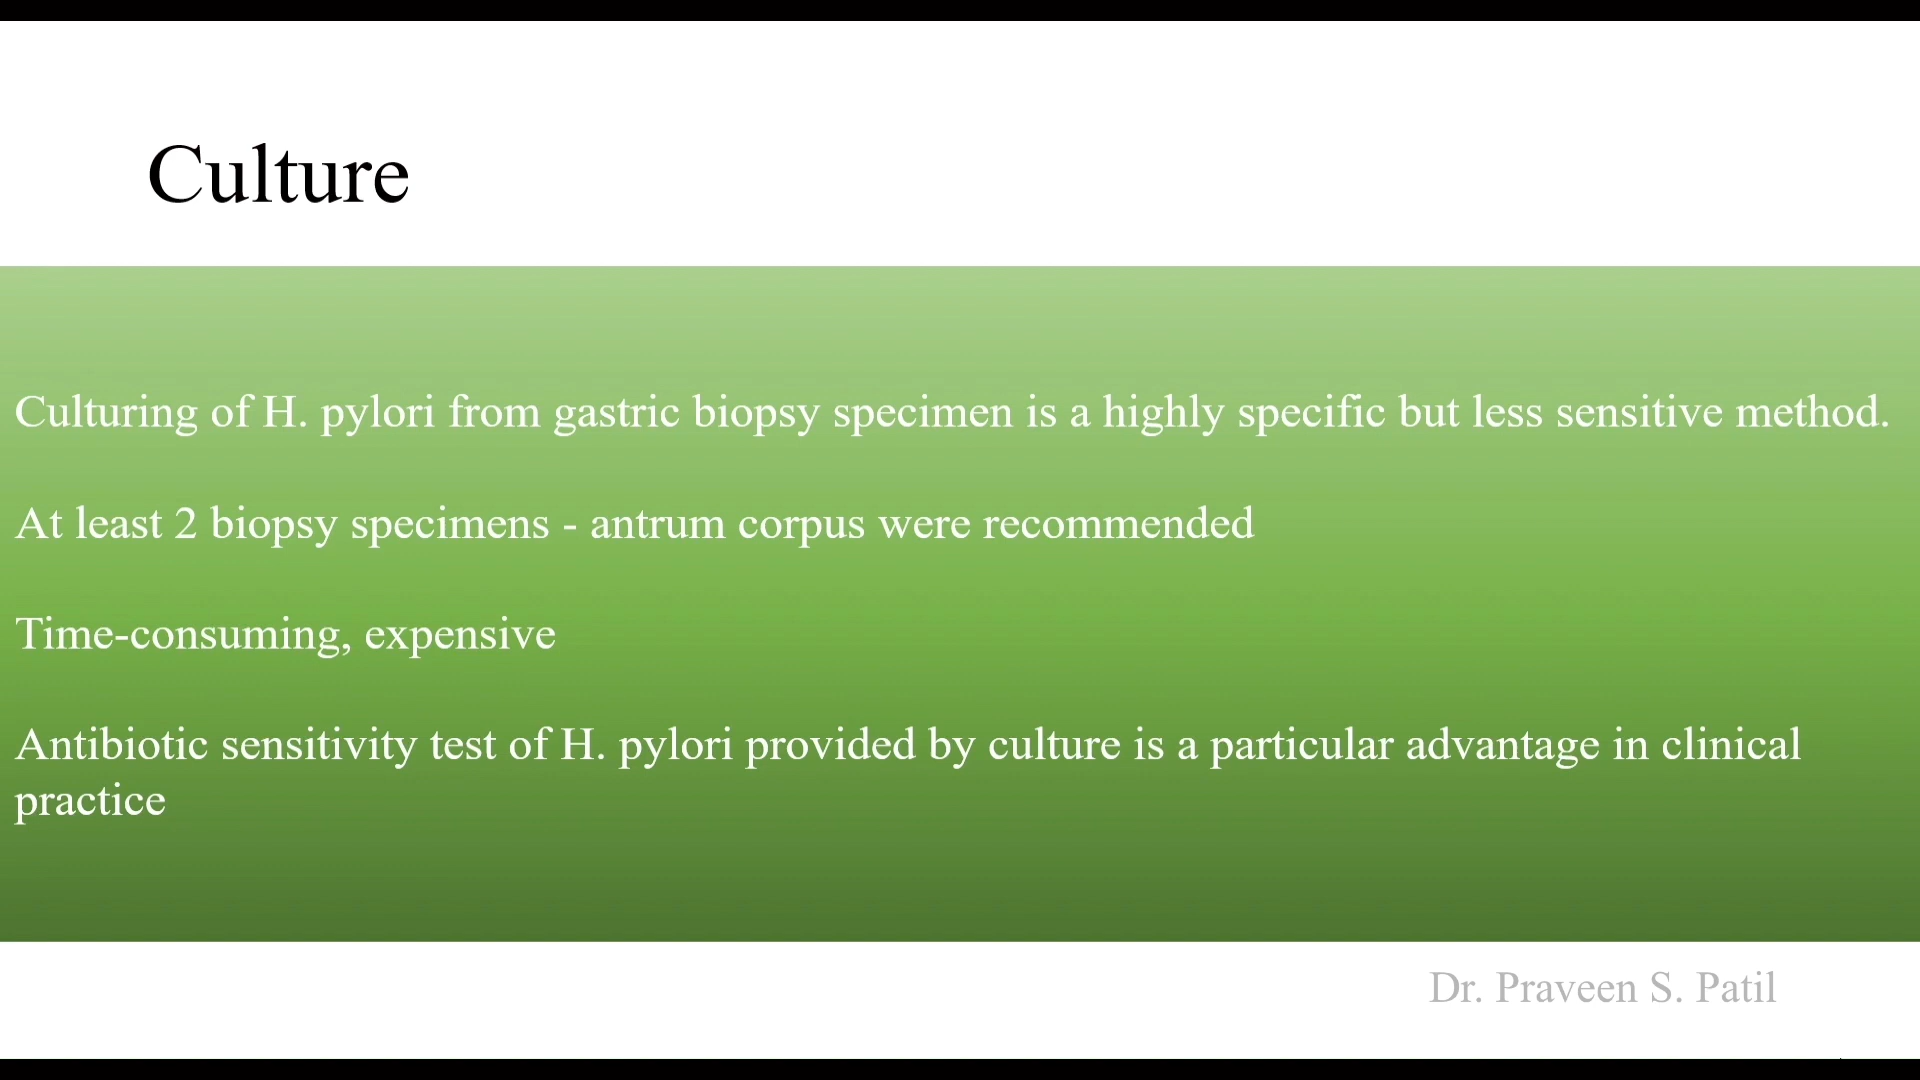 Culture
Culturing of H. pylori from gastric biopsy specimen is a highly specific but less sensitive method.
At least 2 biopsy specimens - antrum corpus were recommended
Time-consuming, expensive
Antibiotic sensitivity test of H. pylori provided by culture is a particular advantage in clinical
practice
Dr. Praveen S. Patil